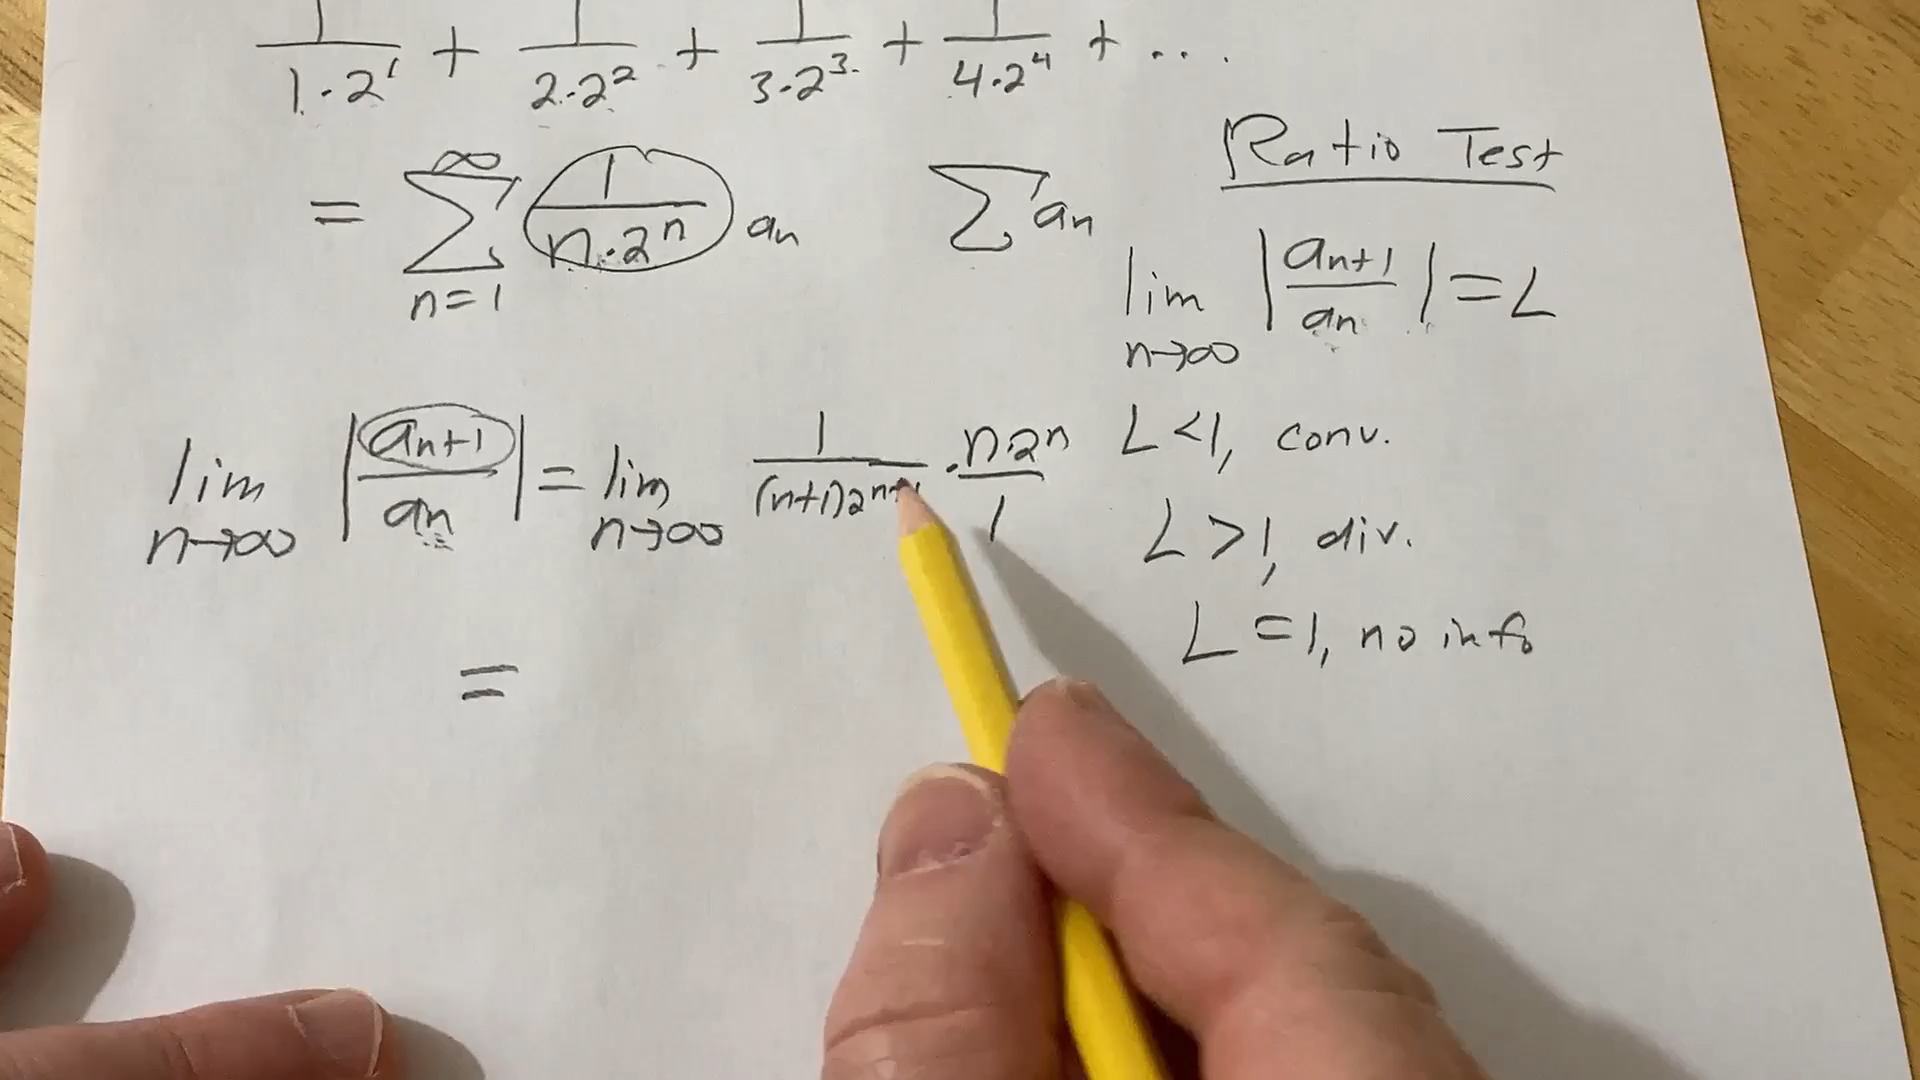 1/(1·2¹) + 1/(2·2²) + 1/(3·2³) + 1/(4·2⁴) + ...
Ratio Test
= ∑_{n=1}^{∞} 1/(n·2ⁿ) aₙ
∑aₙ
lim_{n→∞} |aₙ₊₁/aₙ| = L
lim_{n→∞} |aₙ₊₁/aₙ| = lim_{n→∞} 1/((n+1)2ⁿ⁺¹) · n·2ⁿ/1
L<1, conv.
L>1, div.
L=1, no info
=